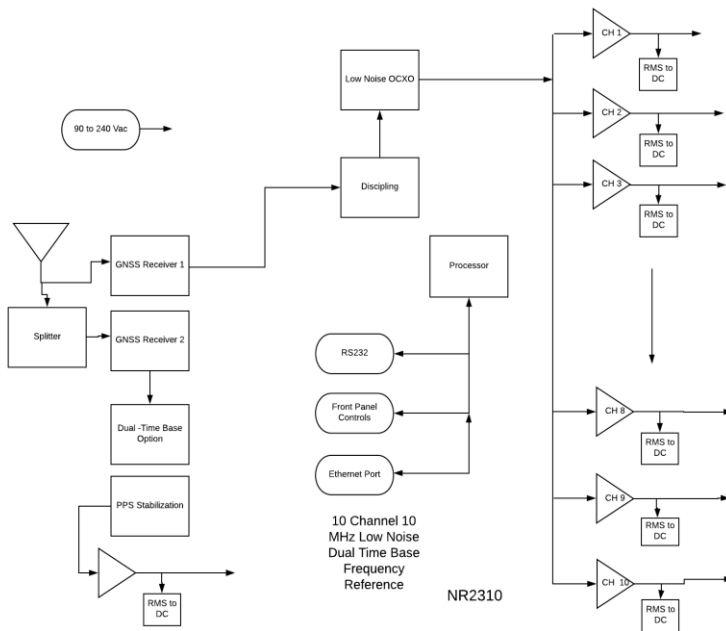 CH 1
RMS to
DC
Low Noise OCXO
90 to 240 Vac
CH 2
RMS to
DC
Discipling
CH 3
RMS to
DC
GNSS Receiver 1
Processor
Splitter
GNSS Receiver 2
RS232
Dual -Time Base
Option
Front Panel
Controls
CH 8
RMS to
DC
Ethernet Port
PPS Stabilization
CH 9
RMS to
DC
10 Channel 10
MHz Low Noise
Dual Time Base
Frequency
Reference
NR2310
RMS to
DC
CH 10
RMS to
DC